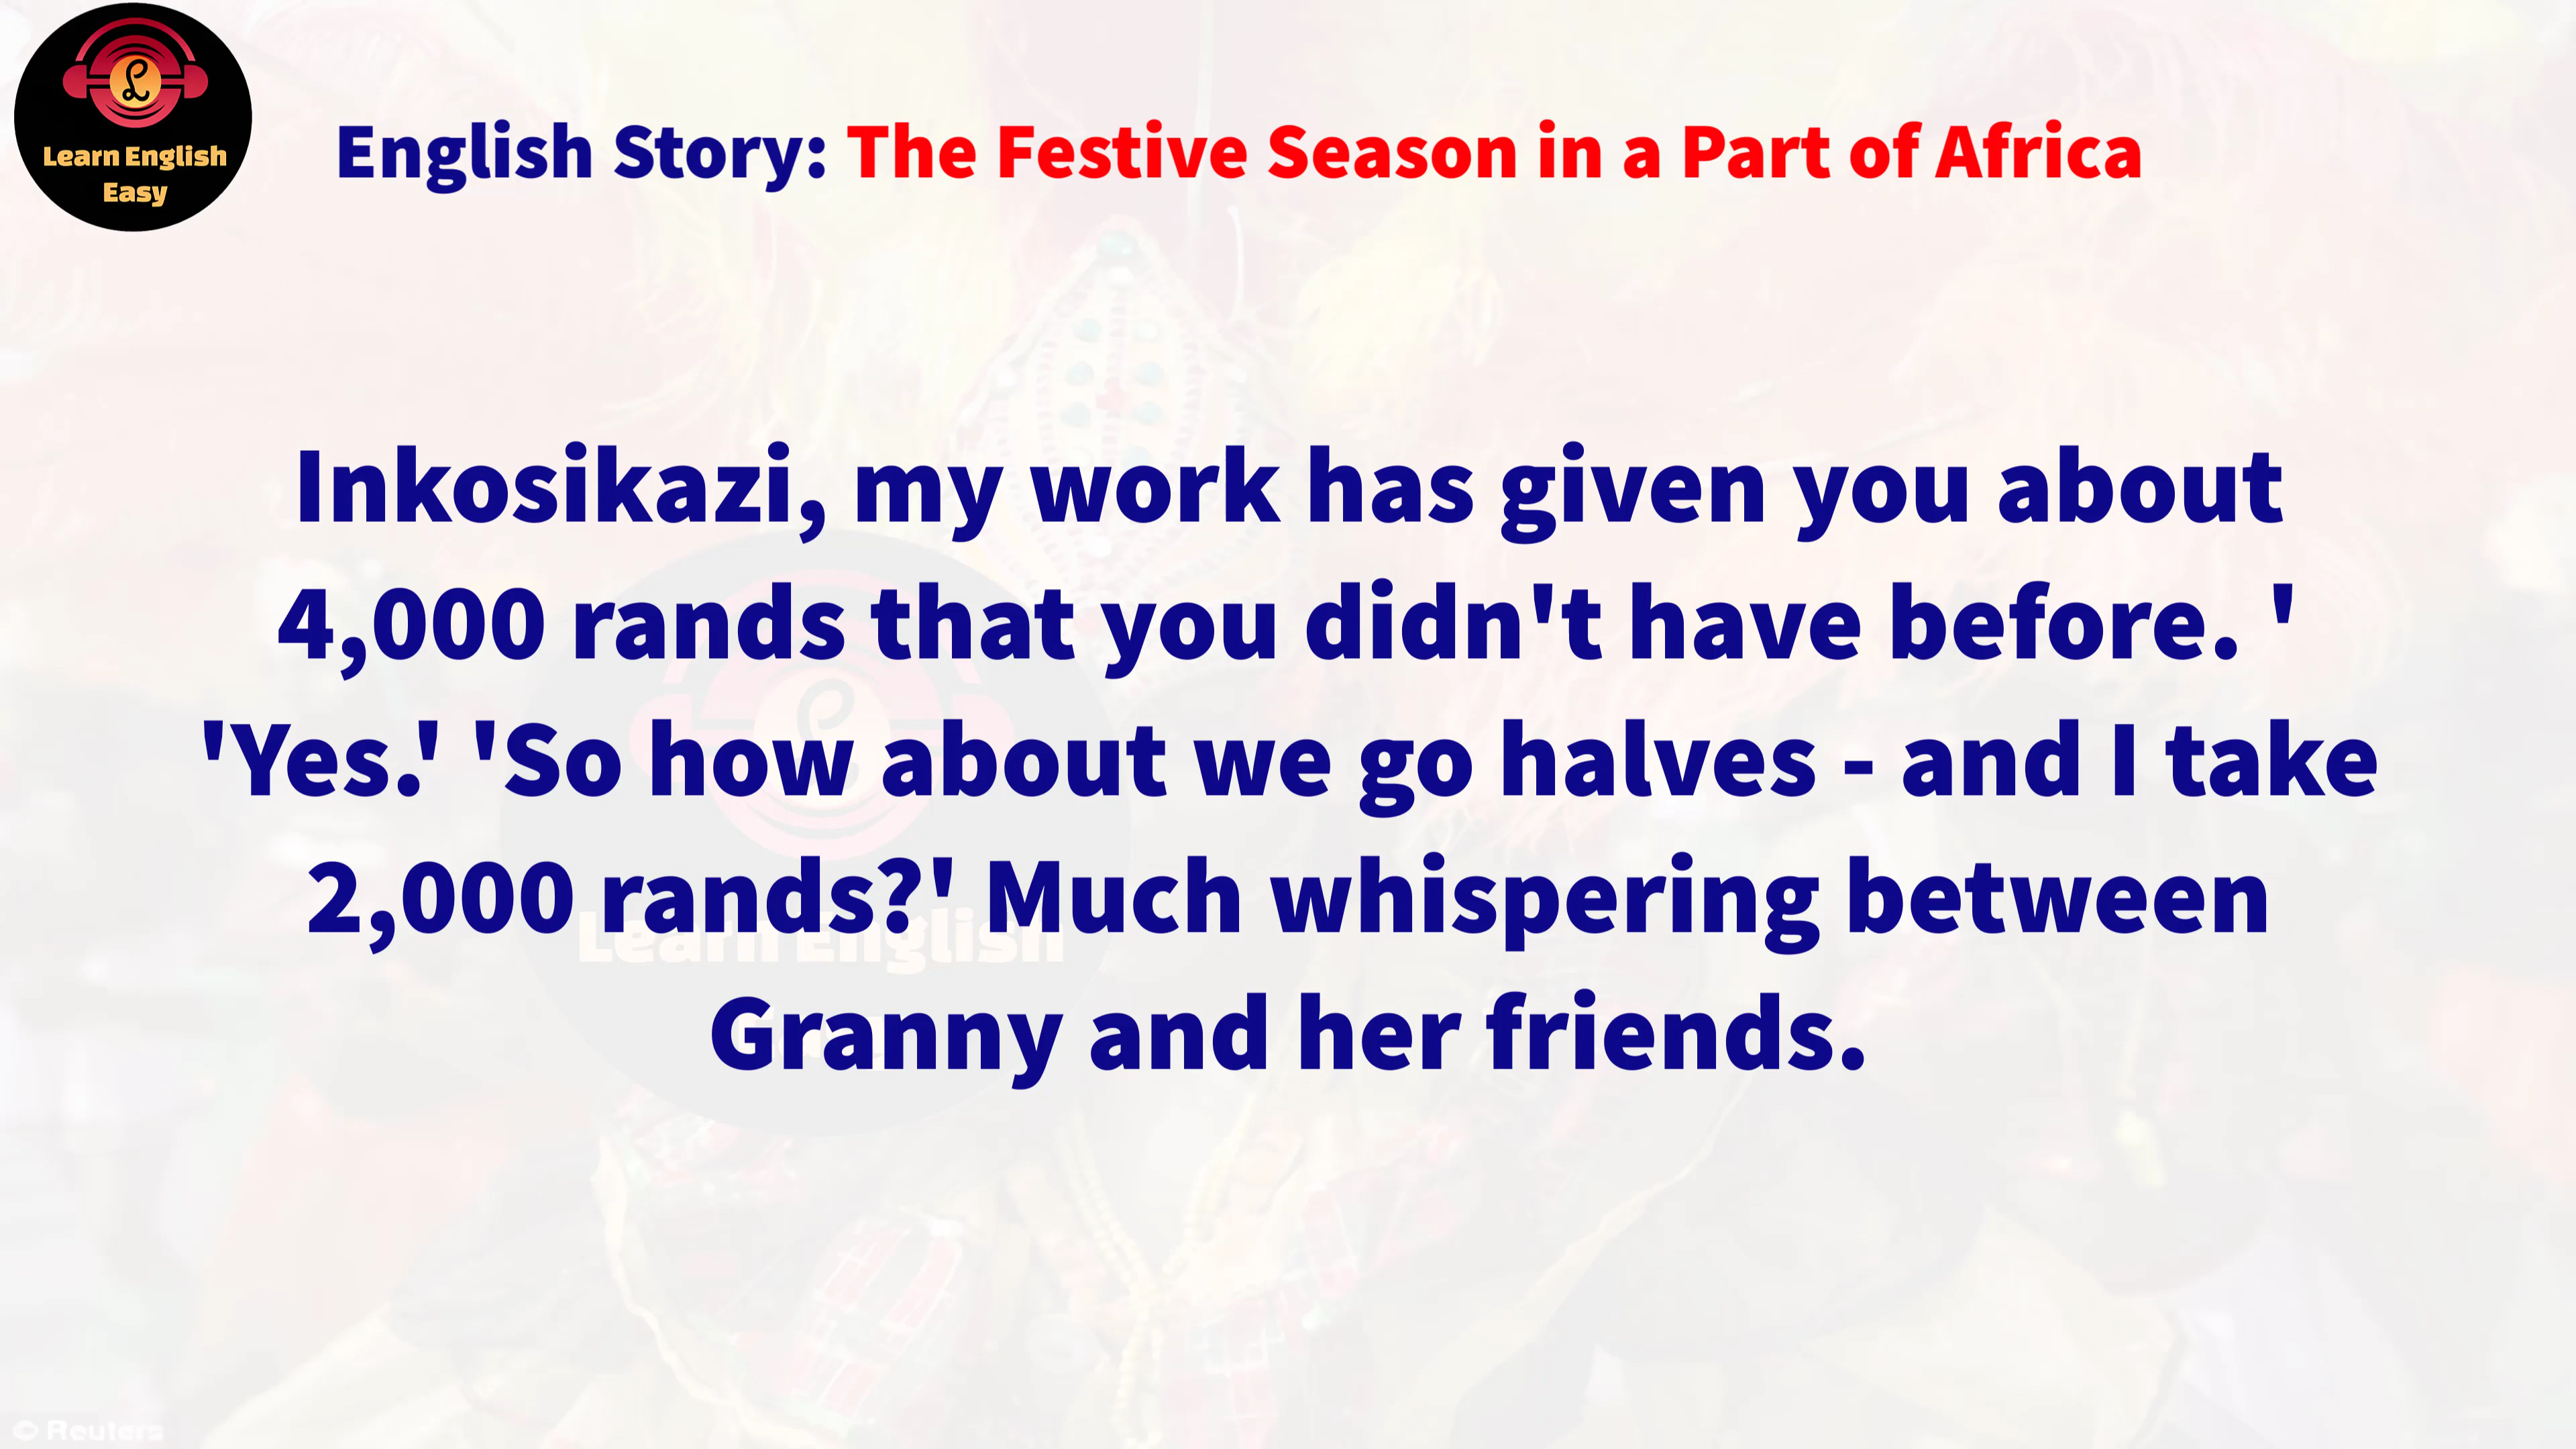 Learn English
Easy
English Story: The Festive Season in a Part of Africa
Inkosikazi, my work has given you about
4,000 rands that you didn't have before. '
'Yes.' 'So how about we go halves - and I take
2,000 rands?' Much whispering between
Granny and her friends.
Learn English
© Reuters